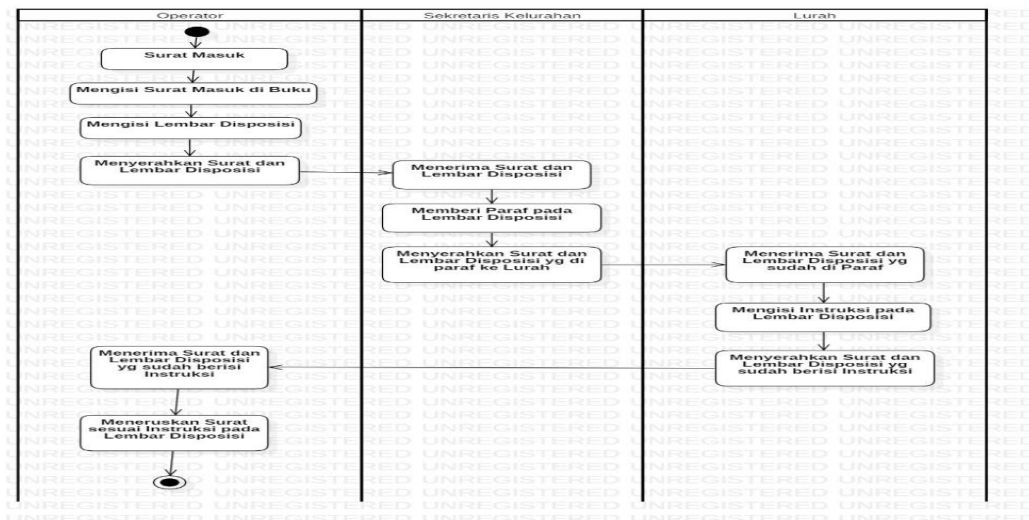 Operator
Sekretaris Kelurahan
Lurah
Surat Masuk
Mengisi Surat Masuk di Buku
Mengisi Lembar Disposisi
Menyerahkan Surat dan
Lembar Disposisi
Menerima Surat dan
Lembar Disposisi
Memberi Paraf pada
Lembar Disposisi
Menyerahkan Surat dan
Lembar Disposisi yg di
paraf ke Lurah
Menerima Surat dan
Lembar Disposisi yg
sudah di Paraf
Mengisi Instruksi pada
Lembar Disposisi
Menyerahkan Surat dan
Lembar Disposisi yg
sudah berisi Instruksi
Menerima Surat dan
Lembar Disposisi
yg sudah berisi
Instruksi
Meneruskan Surat
sesuai Instruksi pada
Lembar Disposisi
UNREGISTERED